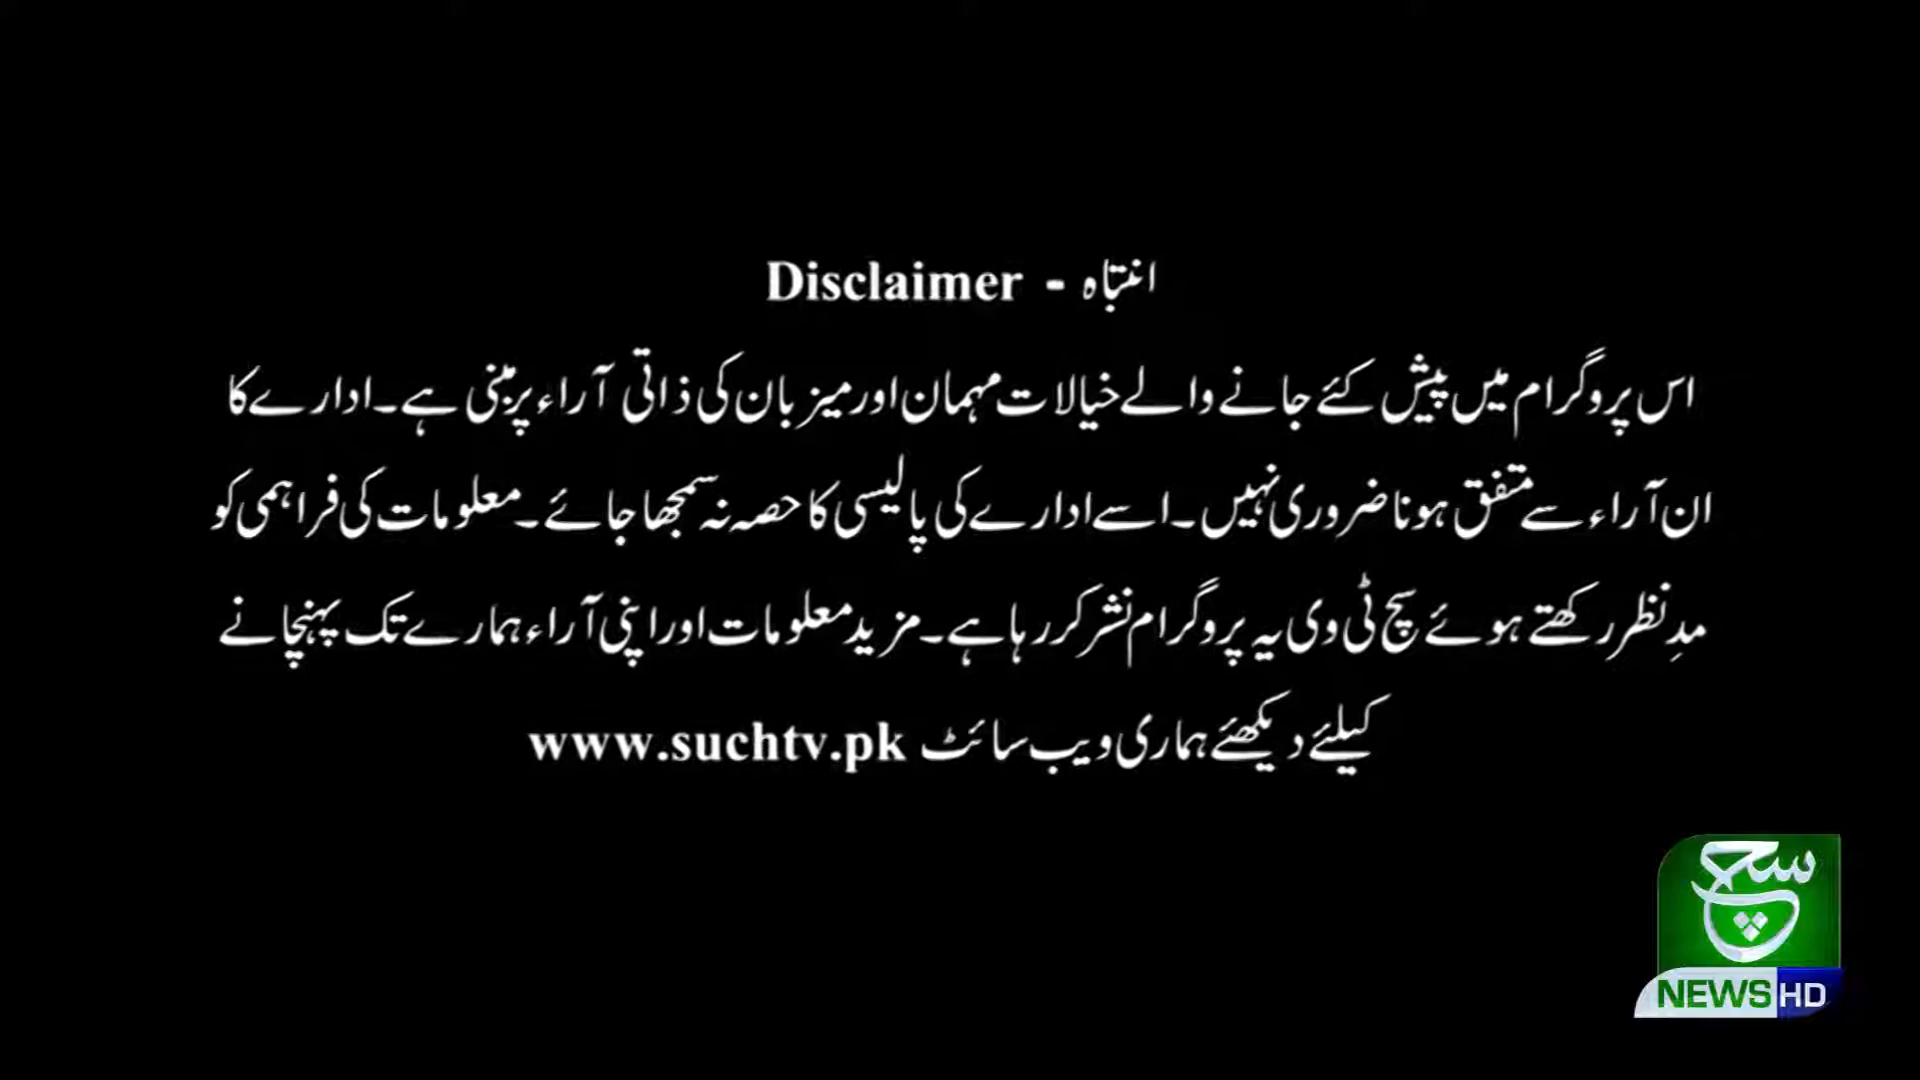 انتباہ - Disclaimer
اس پروگرام میں پیش کئے جانے والے خیالات مہمان اور میزبان کی ذاتی آراء پر مبنی ہے۔ ادارے کا
ان آراء سے متفق ہونا ضروری نہیں۔ اسے ادارے کی پالیسی کا حصہ نہ سمجھا جائے۔ معلومات کی فراہمی کو
مدِنظر رکھتے ہوئے سچ ٹی وی یہ پروگرام نشر کر رہا ہے۔ مزید معلومات اور اپنی آراء ہمارے تک پہنچانے
کیلئے دیکھئے ہماری ویب سائٹ www.suchtv.pk
سچ
NEWS HD